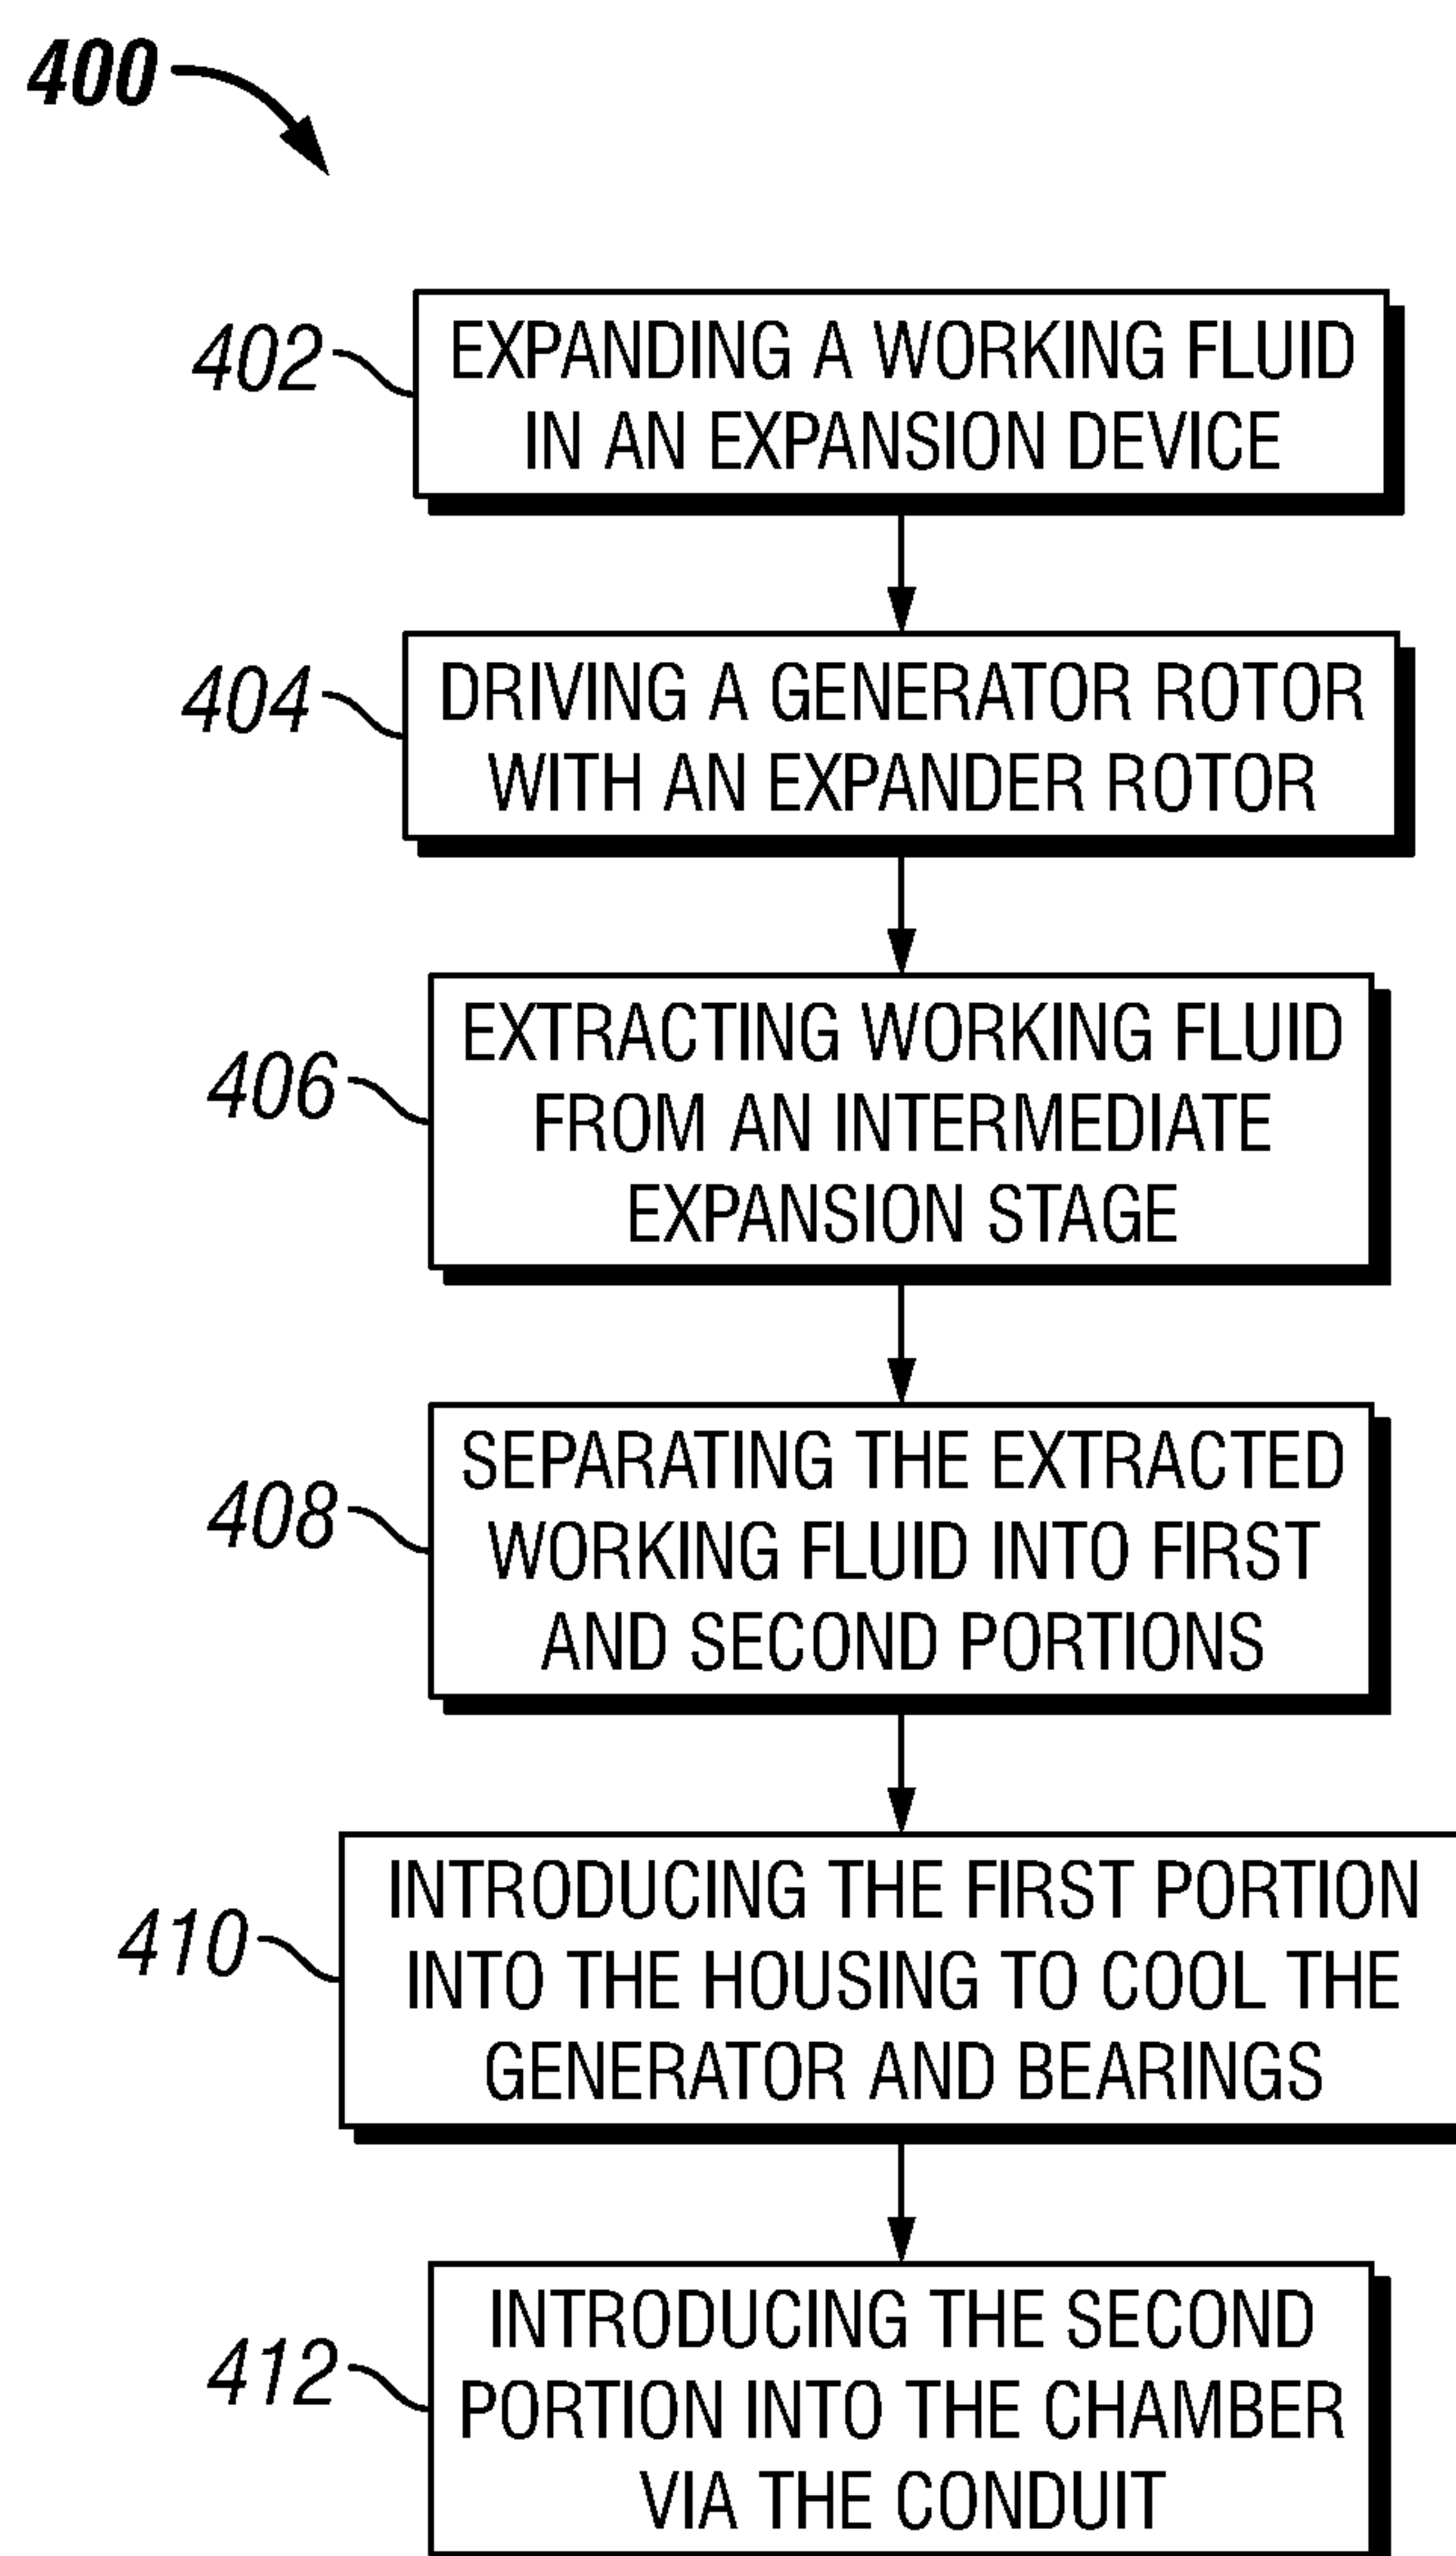 400
402
EXPANDING A WORKING FLUID
IN AN EXPANSION DEVICE
404
DRIVING A GENERATOR ROTOR
WITH AN EXPANDER ROTOR
406
EXTRACTING WORKING FLUID
FROM AN INTERMEDIATE
EXPANSION STAGE
408
SEPARATING THE EXTRACTED
WORKING FLUID INTO FIRST
AND SECOND PORTIONS
410
INTRODUCING THE FIRST PORTION
INTO THE HOUSING TO COOL THE
GENERATOR AND BEARINGS
412
INTRODUCING THE SECOND
PORTION INTO THE CHAMBER
VIA THE CONDUIT